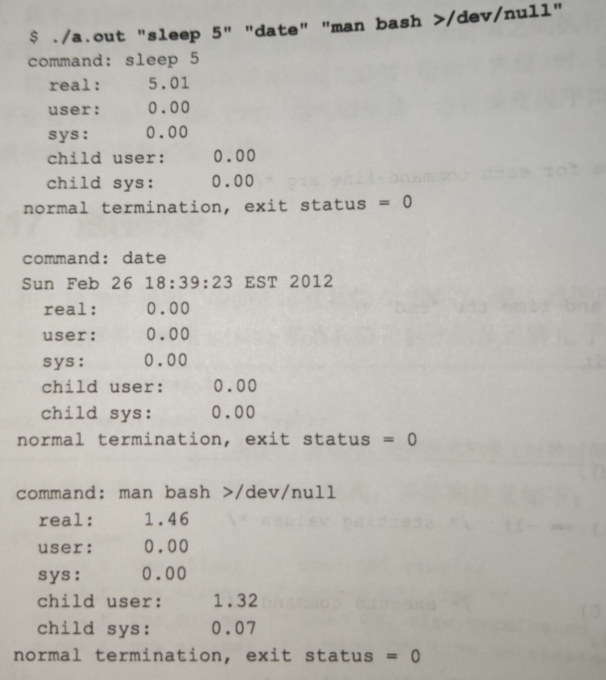 $ ./a.out "sleep 5" "date" "man bash >/dev/null"
command: sleep 5
real: 5.01
user: 0.00
sys: 0.00
child user: 0.00
child sys: 0.00
normal termination, exit status = 0
command: date
Sun Feb 26 18:39:23 EST 2012
real: 0.00
user: 0.00
sys: 0.00
child user: 0.00
child sys: 0.00
normal termination, exit status = 0
command: man bash >/dev/null
real: 1.46
user: 0.00
sys: 0.00
child user: 1.32
child sys: 0.07
normal termination, exit status = 0